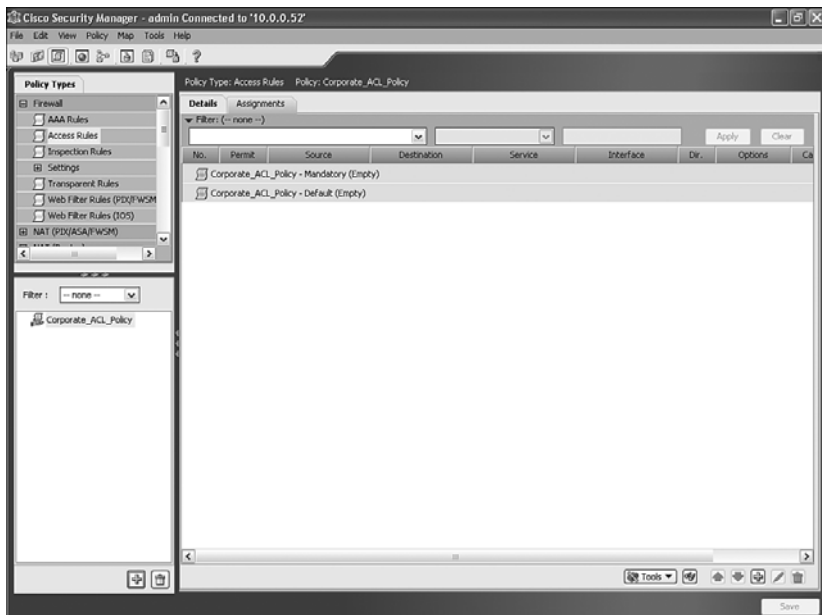 Cisco Security Manager - admin Connected to '10.0.0.52'
File Edit View Policy Map Tools Help
Policy Types
Firewall
AAA Rules
Access Rules
Inspection Rules
Settings
Transparent Rules
Web Filter Rules (PIX/FWSM
Web Filter Rules (IOS)
NAT (PIX/ASA/FWSM)
Filter : -- none --
Corporate_ACL_Policy
Policy Type: Access Rules Policy: Corporate_ACL_Policy
Details Assignments
Filter: (-- none --)
Apply Clear
No. Permit Source Destination Service Interface Dir. Options Ca
Corporate_ACL_Policy - Mandatory (Empty)
Corporate_ACL_Policy - Default (Empty)
Tools
Save